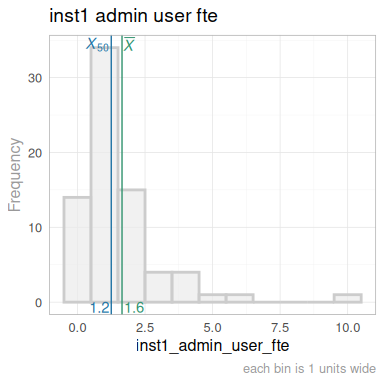 inst1 admin user fte
X50 X̅
30
20
10
0
Frequency
1.2 1.6
0.0 2.5 5.0 7.5 10.0
inst1_admin_user_fte
each bin is 1 units wide